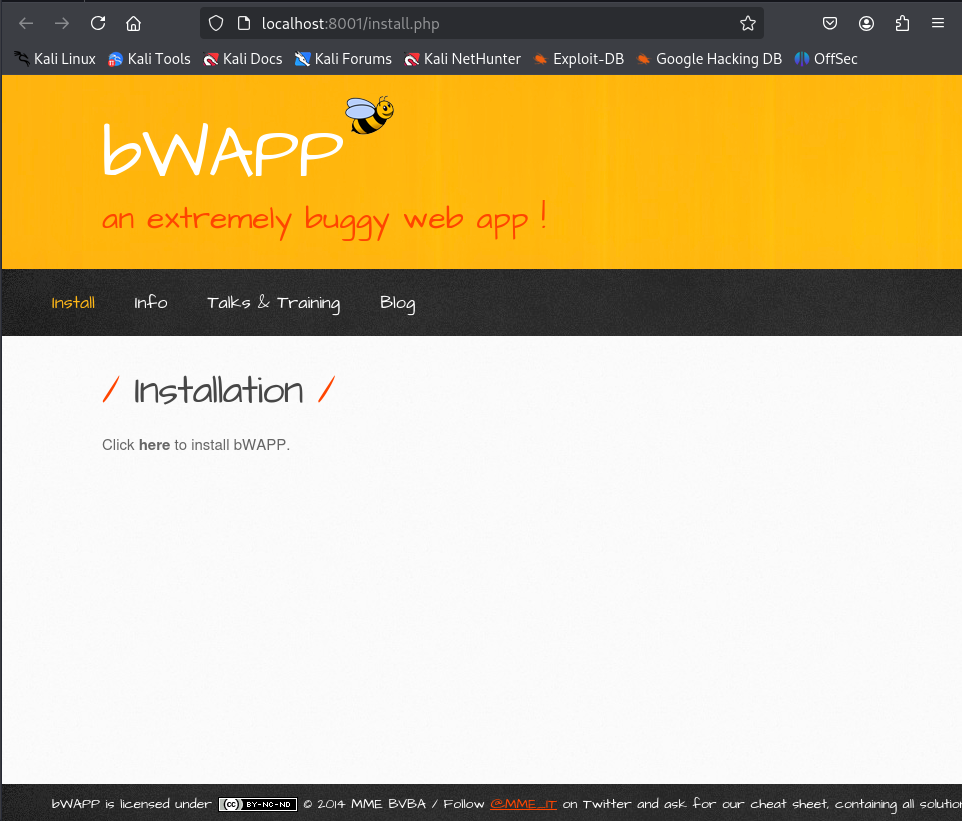 localhost:8001/install.php
Kali Linux Kali Tools Kali Docs Kali Forums Kali NetHunter Exploit-DB Google Hacking DB OffSec
bWAPP
an extremely buggy web app !
Install Info Talks & Training Blog
/ Installation /
Click here to install bWAPP.
bWAPP is licensed under (cc) BY-NC-ND © 2014 MME BVBA / Follow @MME_IT on Twitter and ask for our cheat sheet, containing all